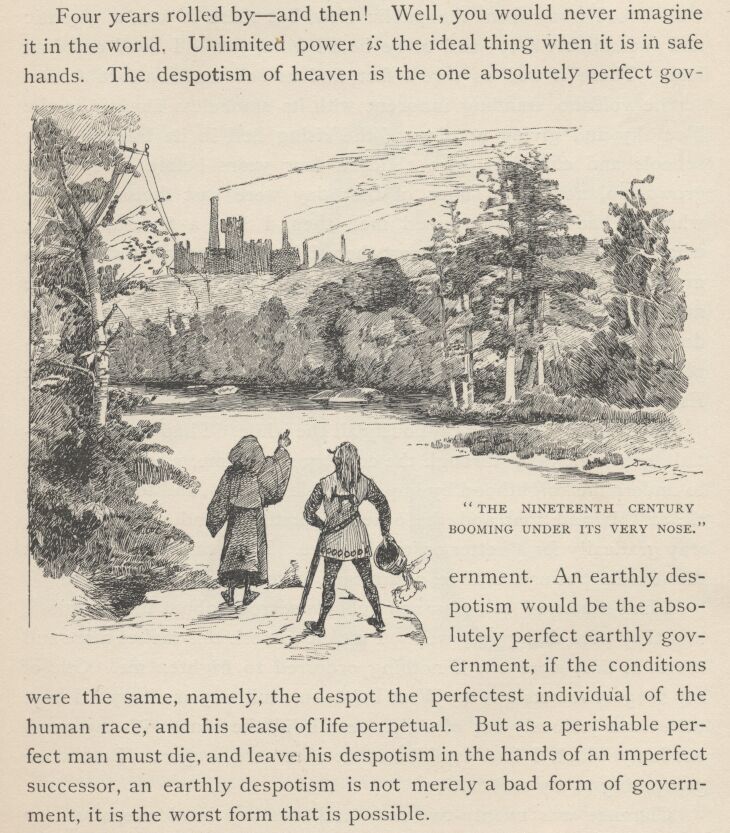 Four years rolled by—and then! Well, you would never imagine
it in the world. Unlimited power is the ideal thing when it is in safe
hands. The despotism of heaven is the one absolutely perfect gov-
"THE NINETEENTH CENTURY
BOOMING UNDER ITS VERY NOSE."
ernment. An earthly des-
potism would be the abso-
lutely perfect earthly gov-
ernment, if the conditions
were the same, namely, the despot the perfectest individual of the
human race, and his lease of life perpetual. But as a perishable per-
fect man must die, and leave his despotism in the hands of an imperfect
successor, an earthly despotism is not merely a bad form of govern-
ment, it is the worst form that is possible.